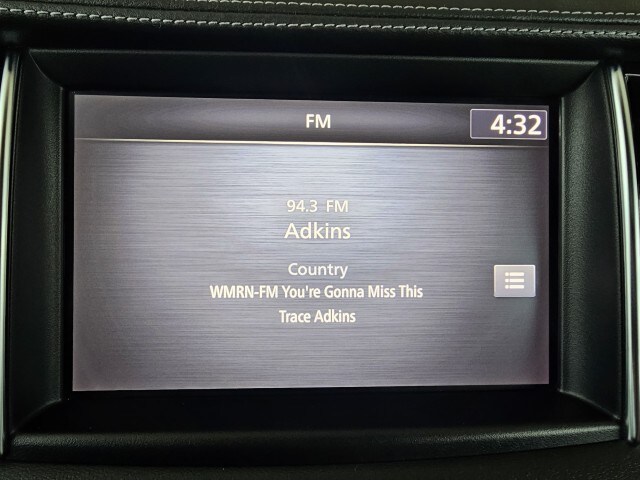 FM
4:32
94.3 FM
Adkins
Country
WMRN-FM You're Gonna Miss This
Trace Adkins